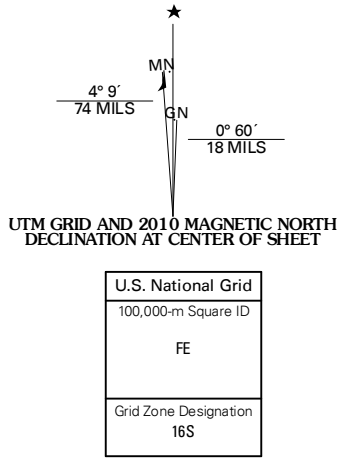 ★
MN
4° 9´
74 MILS
GN
0° 60´
18 MILS
UTM GRID AND 2010 MAGNETIC NORTH
DECLINATION AT CENTER OF SHEET
U.S. National Grid
100,000-m Square ID
FE
Grid Zone Designation
16S